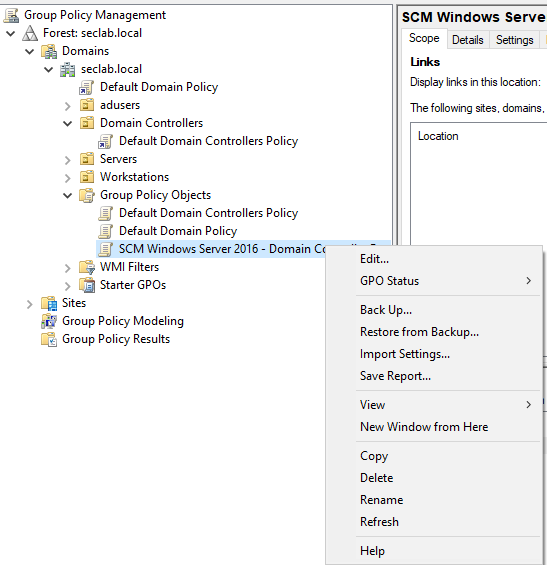 Group Policy Management
Forest: seclab.local
Domains
seclab.local
Default Domain Policy
adusers
Domain Controllers
Default Domain Controllers Policy
Servers
Workstations
Group Policy Objects
Default Domain Controllers Policy
Default Domain Policy
SCM Windows Server 2016 - Domain
WMI Filters
Starter GPOs
Sites
Group Policy Modeling
Group Policy Results
SCM Windows Server
Scope Details Settings
Links
Display links in this location:
The following sites, domains,
Location
Edit...
GPO Status
Back Up...
Restore from Backup...
Import Settings...
Save Report...
View
New Window from Here
Copy
Delete
Rename
Refresh
Help